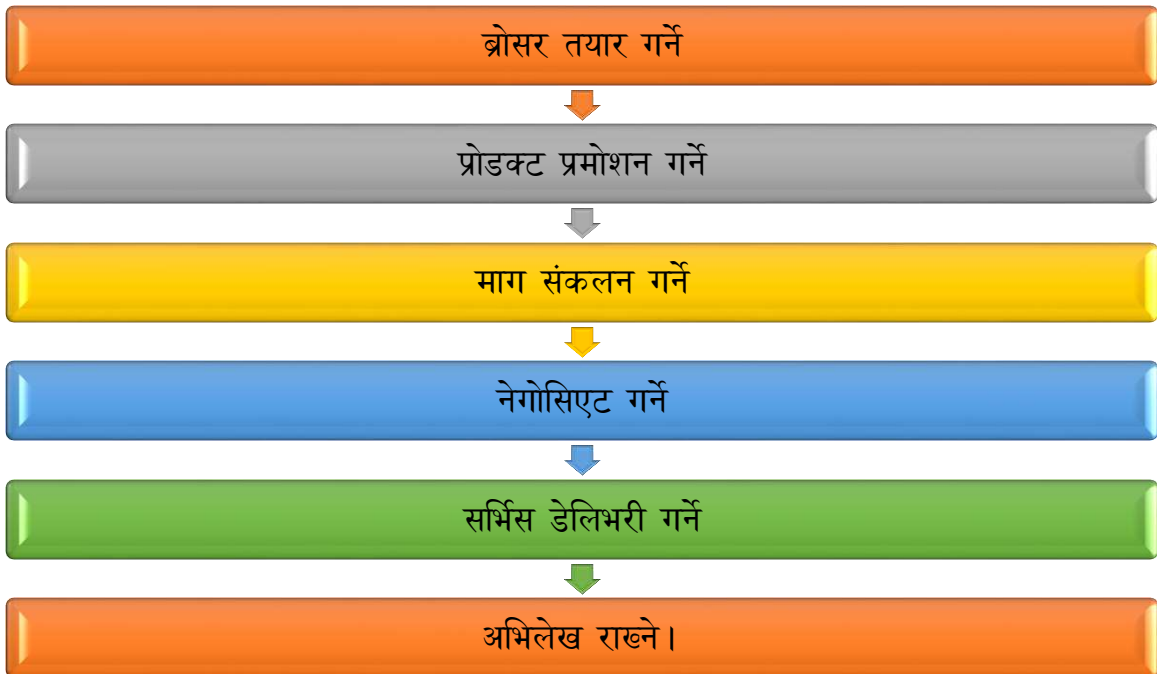 ब्रोसर तयार गर्ने
प्रोडक्ट प्रमोशन गर्ने
माग संकलन गर्ने
नेगोसिएट गर्ने
सर्भिस डेलिभरी गर्ने
अभिलेख राख्ने।